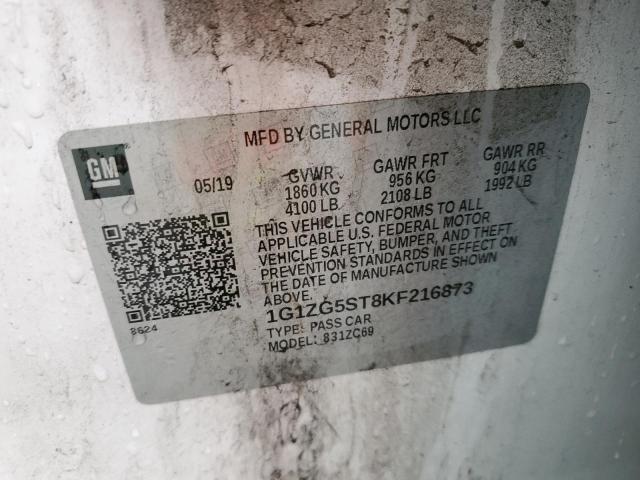 MFD BY GENERAL MOTORS LLC
GM
05/19
GVWR GAWR FRT GAWR RR
1860 KG 956 KG 904 KG
4100 LB 2108 LB 1992 LB
THIS VEHICLE CONFORMS TO ALL
APPLICABLE U.S. FEDERAL MOTOR
VEHICLE SAFETY, BUMPER, AND THEFT
PREVENTION STANDARDS IN EFFECT ON
THE DATE OF MANUFACTURE SHOWN
ABOVE.
1G1ZG5ST8KF216873
TYPE: PASS CAR
MODEL: 831ZC69
8624